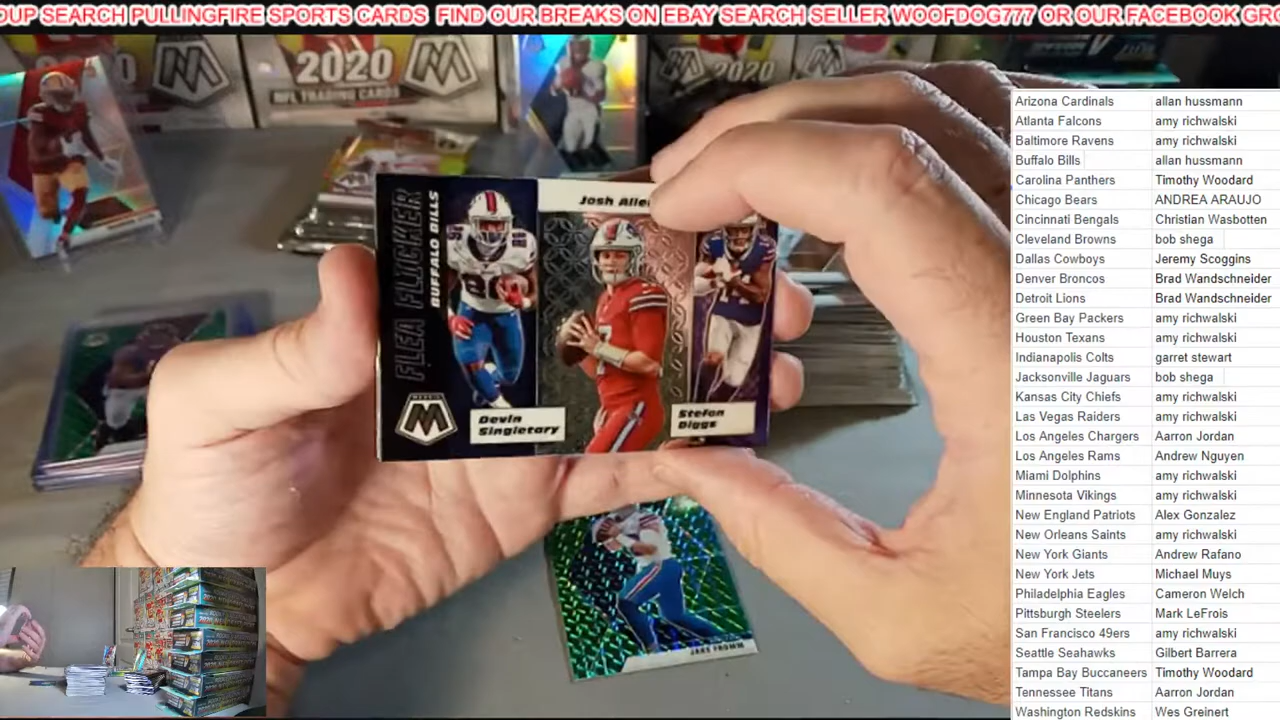 OUP SEARCH PULLINGFIRE SPORTS CARDS FIND OUR BREAKS ON EBAY SEARCH SELLER WOOFDOG777 OR OUR FACEBOOK GRO
2020
NFL TRADING CARDS
2020
FLEA FLICKER
BUFFALO BILLS
Josh Alle
Devin
Singletary
Stefon
Diggs
M
JAKE FROMM
Arizona Cardinals allan hussmann
Atlanta Falcons amy richwalski
Baltimore Ravens amy richwalski
Buffalo Bills allan hussmann
Carolina Panthers Timothy Woodard
Chicago Bears ANDREA ARAUJO
Cincinnati Bengals Christian Wasbotten
Cleveland Browns bob shega
Dallas Cowboys Jeremy Scoggins
Denver Broncos Brad Wandschneider
Detroit Lions Brad Wandschneider
Green Bay Packers amy richwalski
Houston Texans amy richwalski
Indianapolis Colts garret stewart
Jacksonville Jaguars bob shega
Kansas City Chiefs amy richwalski
Las Vegas Raiders amy richwalski
Los Angeles Chargers Aarron Jordan
Los Angeles Rams Andrew Nguyen
Miami Dolphins amy richwalski
Minnesota Vikings amy richwalski
New England Patriots Alex Gonzalez
New Orleans Saints amy richwalski
New York Giants Andrew Rafano
New York Jets Michael Muys
Philadelphia Eagles Cameron Welch
Pittsburgh Steelers Mark LeFrois
San Francisco 49ers amy richwalski
Seattle Seahawks Gilbert Barrera
Tampa Bay Buccaneers Timothy Woodard
Tennessee Titans Aarron Jordan
Washington Redskins Wes Greinert